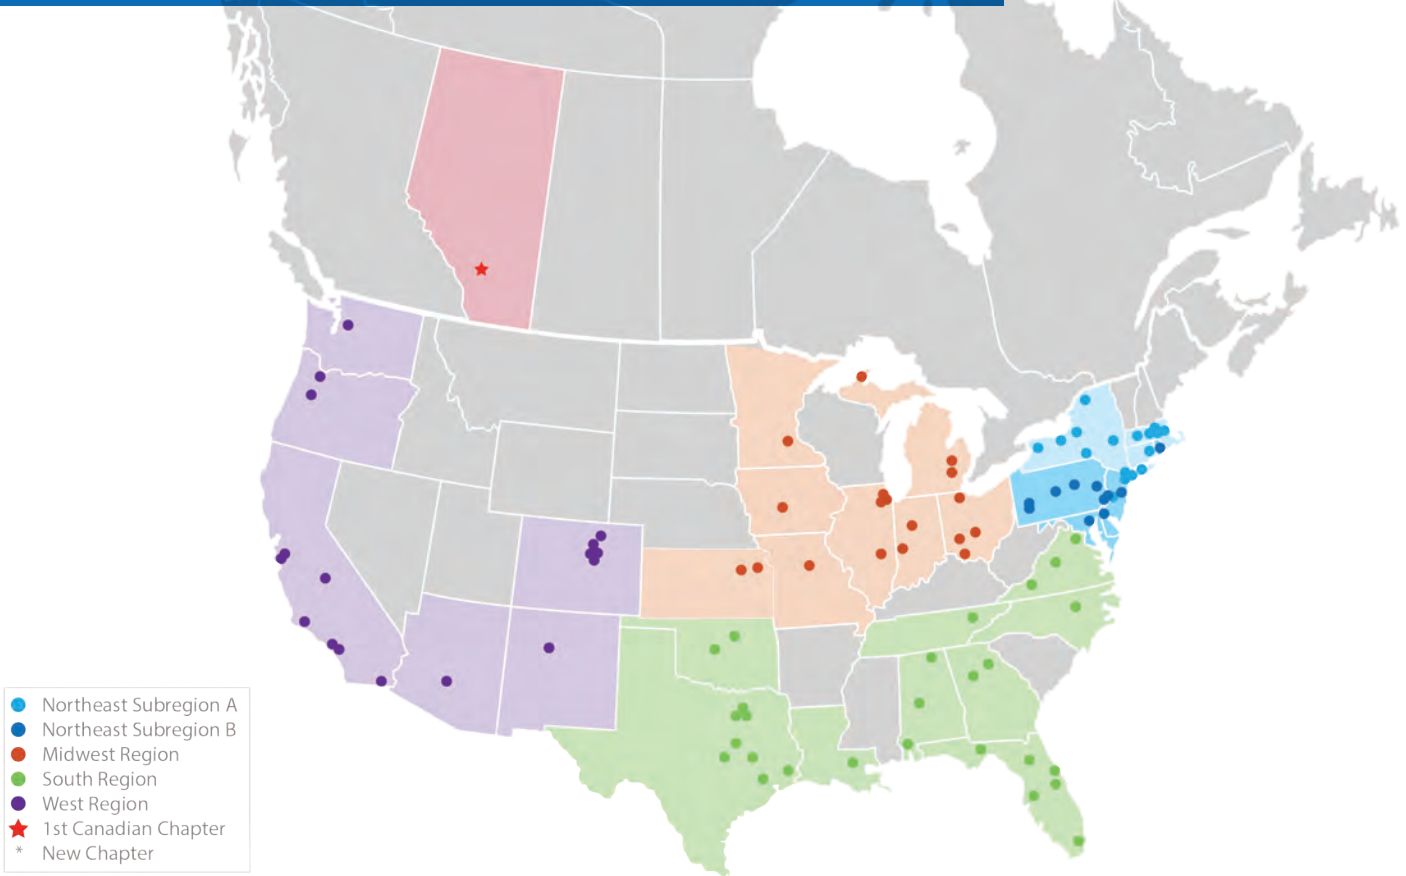 Northeast Subregion A
Northeast Subregion B
Midwest Region
South Region
West Region
1st Canadian Chapter
* New Chapter